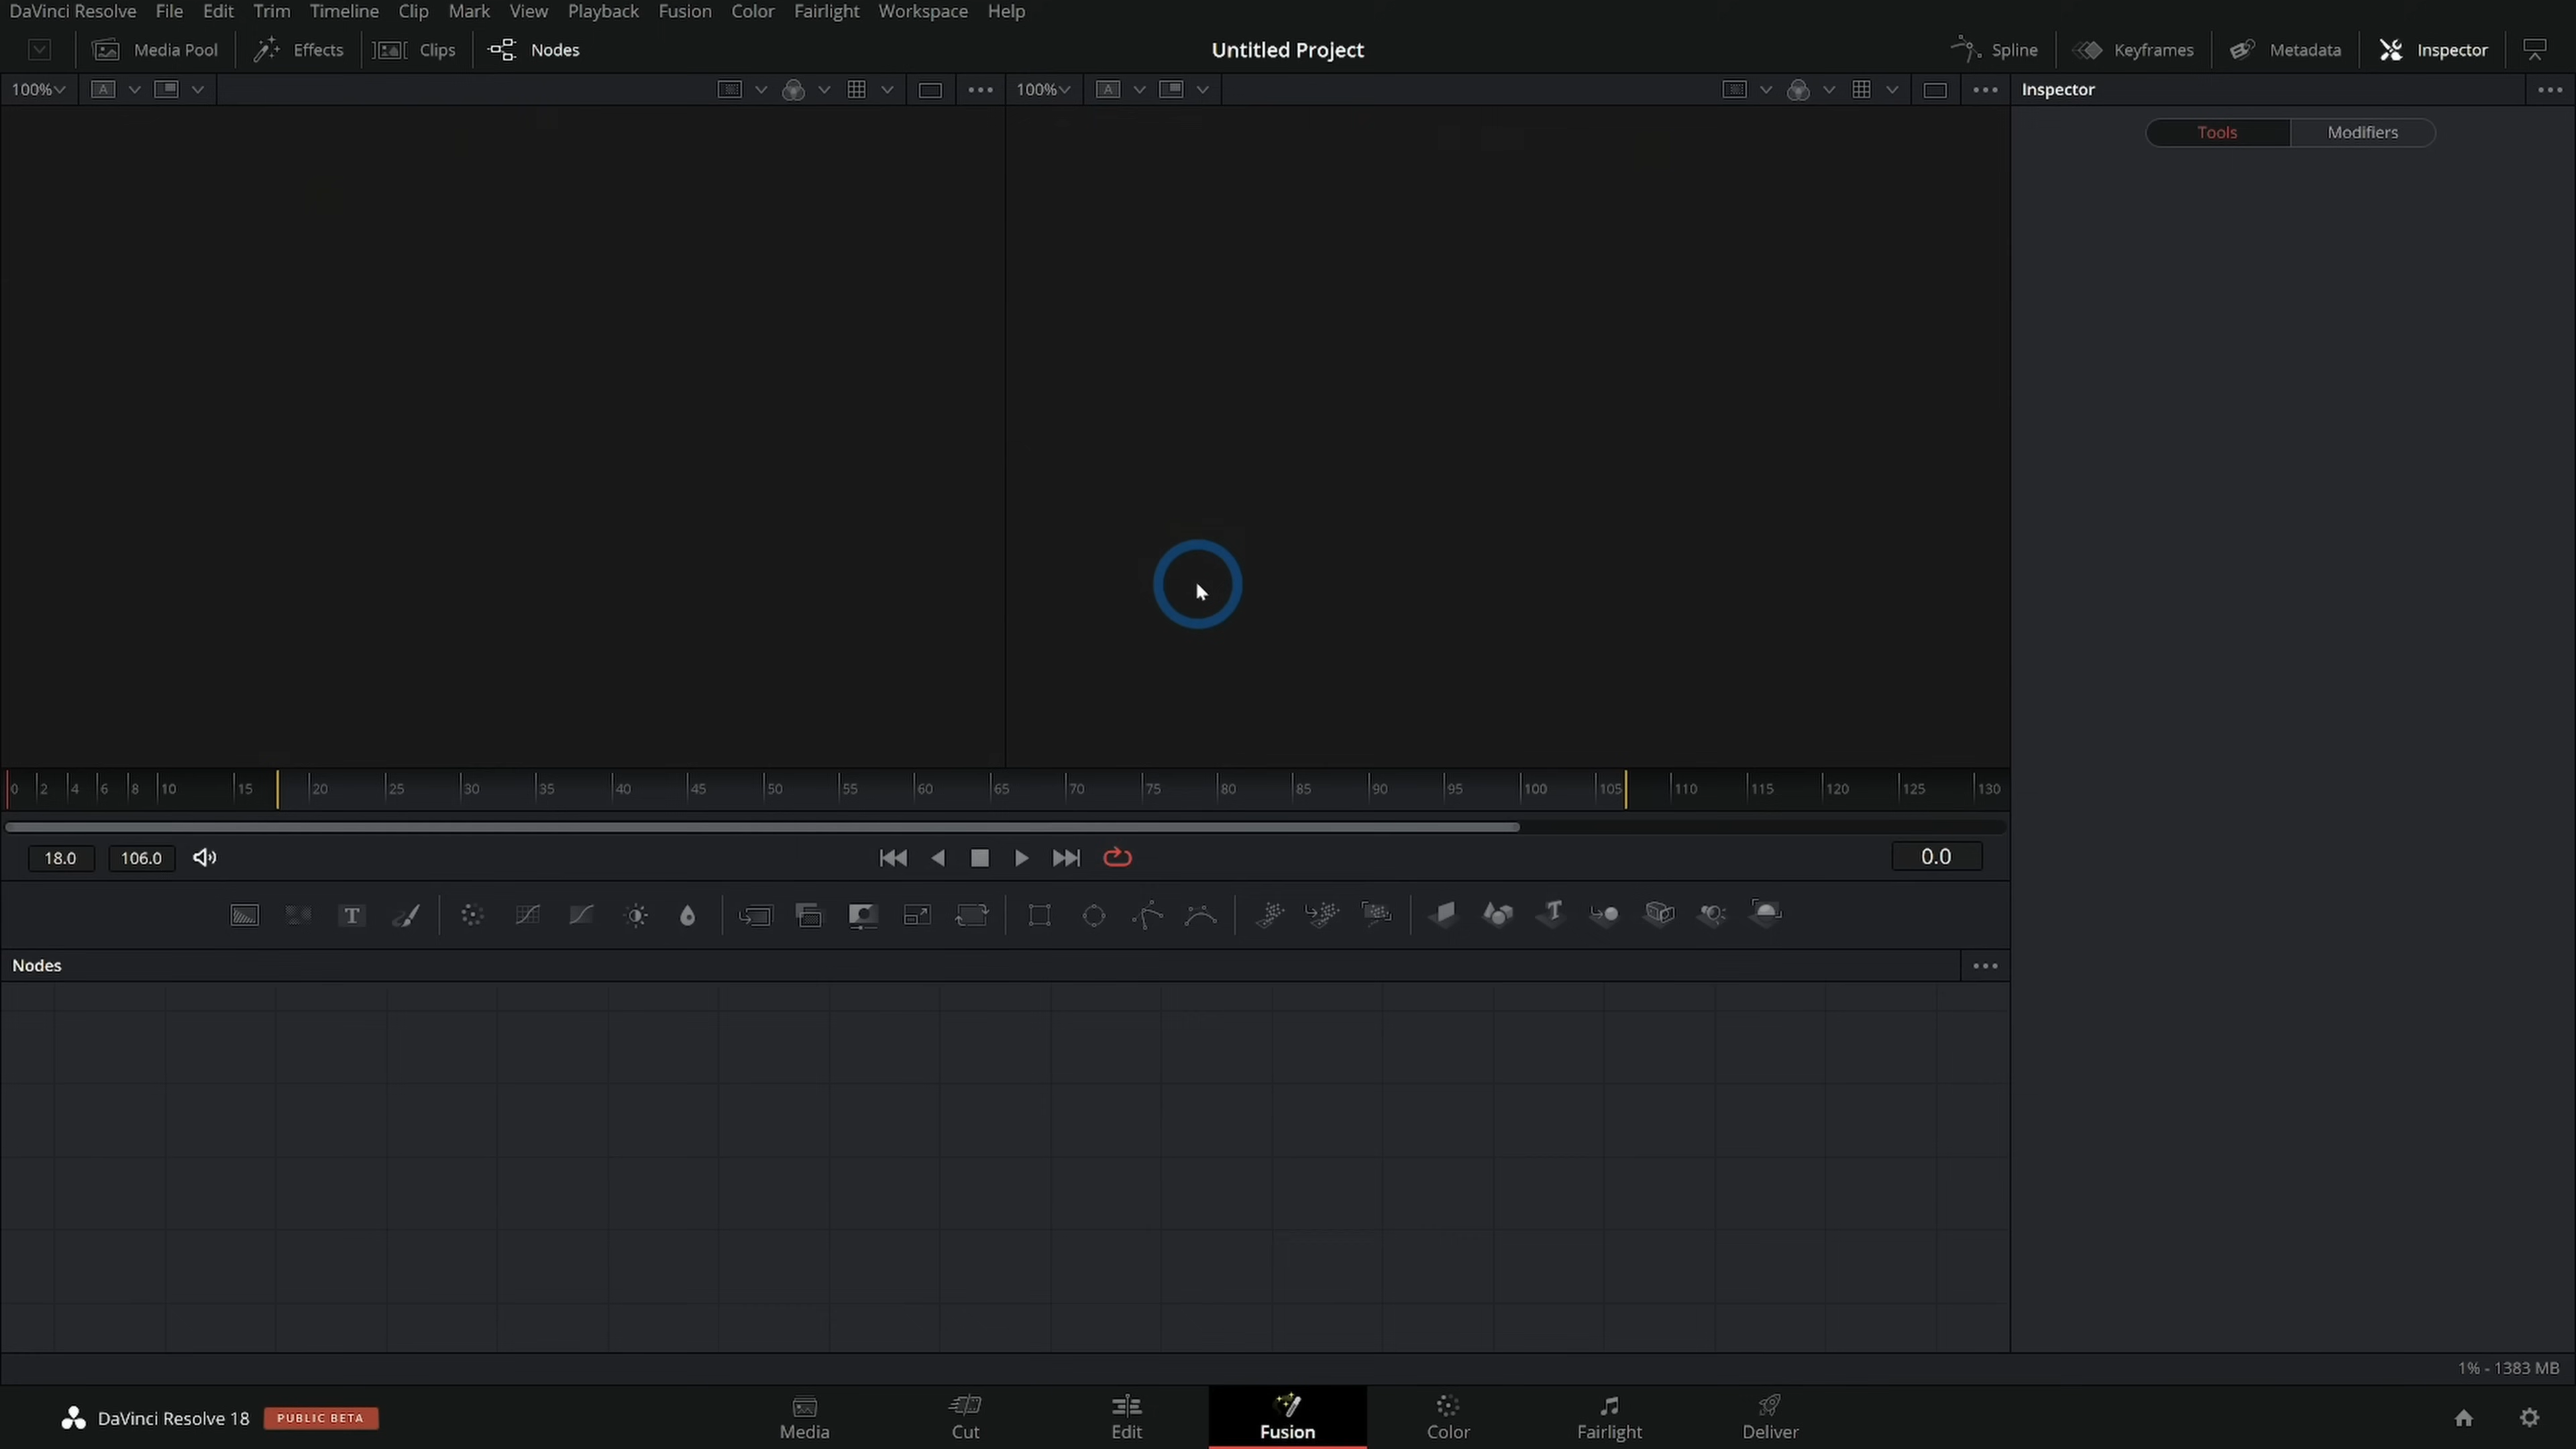 DaVinci Resolve File Edit Trim Timeline Clip Mark View Playback Fusion Color Fairlight Workspace Help
Media Pool Effects Clips Nodes Untitled Project Spline Keyframes Metadata Inspector
100% A 100% A Inspector
Tools Modifiers
0 2 4 6 8 10 15 20 25 30 35 40 45 50 55 60 65 70 75 80 85 90 95 100 105 110 115 120 125 130
18.0 106.0 0.0
T T
Nodes
1% - 1383 MB
DaVinci Resolve 18 PUBLIC BETA Media Cut Edit Fusion Color Fairlight Deliver